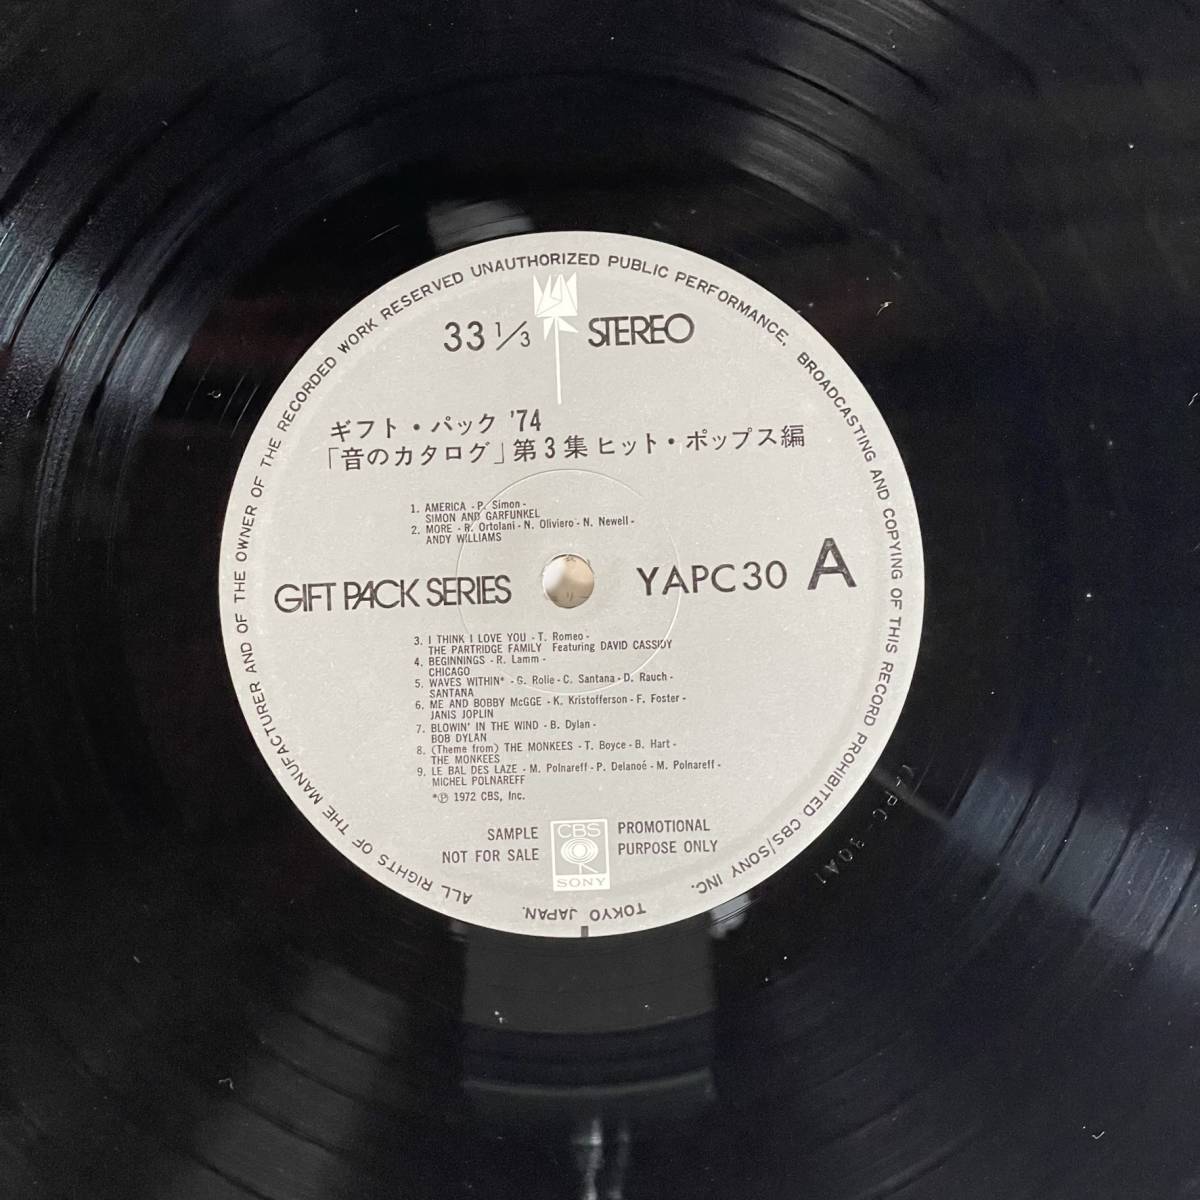 ALL RIGHTS OF THE MANUFACTURER AND OF THE OWNER OF THE RECORDED WORK RESERVED UNAUTHORIZED PUBLIC PERFORMANCE, BROADCASTING AND COPYING OF THIS RECORD PROHIBITED CBS/SONY INC.
TOKYO JAPAN.
33 1/3 STEREO
ギフト・パック '74
「音のカタログ」第3集 ヒット・ポップス編
1. AMERICA - P. Simon -
SIMON AND GARFUNKEL
2. MORE - R. Ortolani - N. Oliviero - N. Newell -
ANDY WILLIAMS
GIFT PACK SERIES
YAPC 30 A
3. I THINK I LOVE YOU - T. Romeo -
THE PARTRIDGE FAMILY Featuring DAVID CASSIDY
4. BEGINNINGS - R. Lamm -
CHICAGO
5. WAVES WITHIN* - G. Rolie - C. Santana - D. Rauch -
SANTANA
6. ME AND BOBBY McGGE - K. Kristofferson - F. Foster -
JANIS JOPLIN
7. BLOWIN' IN THE WIND - B. Dylan -
BOB DYLAN
8. (Theme from) THE MONKEES - T. Boyce - B. Hart -
THE MONKEES
9. LE BAL DES LAZE - M. Polnareff - P. Delanoé - M. Polnareff -
MICHEL POLNAREFF
*℗ 1972 CBS, Inc.
SAMPLE
NOT FOR SALE
CBS
SONY
PROMOTIONAL
PURPOSE ONLY
YAPC-30A1